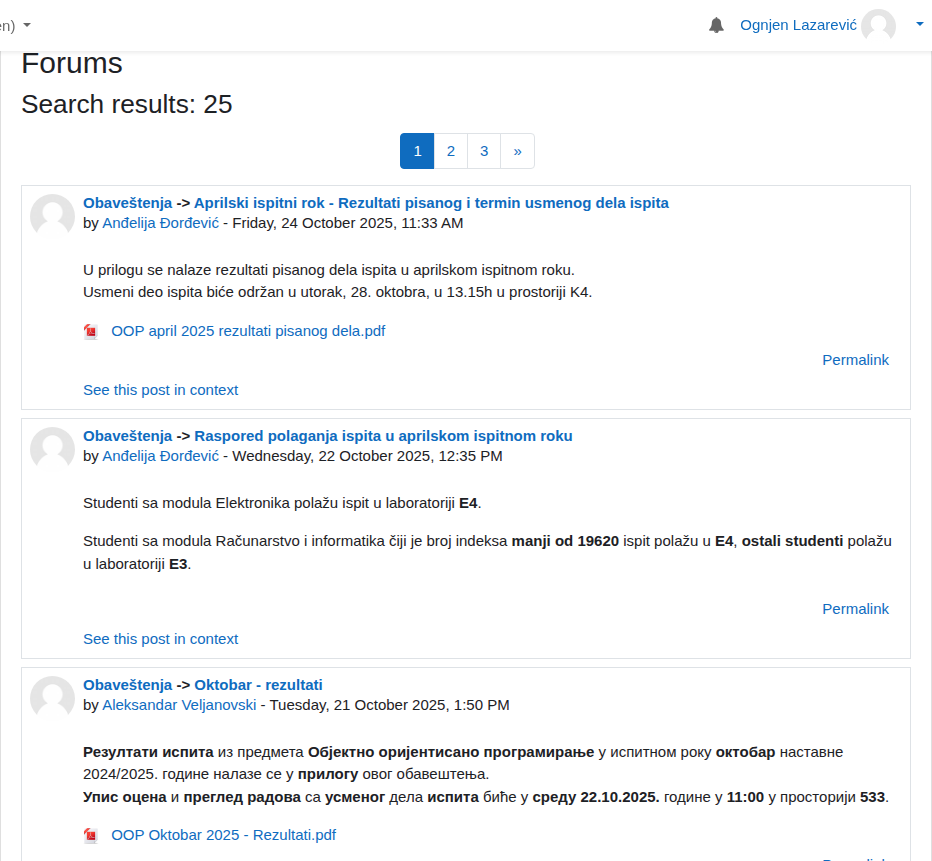 en)
Ognjen Lazarević
Forums
Search results: 25
1 2 3 »
Obaveštenja -> Aprilski ispitni rok - Rezultati pisanog i termin usmenog dela ispita
by Anđelija Đorđević - Friday, 24 October 2025, 11:33 AM
U prilogu se nalaze rezultati pisanog dela ispita u aprilskom ispitnom roku.
Usmeni deo ispita biće održan u utorak, 28. oktobra, u 13.15h u prostoriji K4.
OOP april 2025 rezultati pisanog dela.pdf
Permalink
See this post in context
Obaveštenja -> Raspored polaganja ispita u aprilskom ispitnom roku
by Anđelija Đorđević - Wednesday, 22 October 2025, 12:35 PM
Studenti sa modula Elektronika polažu ispit u laboratoriji E4.
Studenti sa modula Računarstvo i informatika čiji je broj indeksa manji od 19620 ispit polažu u E4, ostali studenti polažu
u laboratoriji E3.
Permalink
See this post in context
Obaveštenja -> Oktobar - rezultati
by Aleksandar Veljanovski - Tuesday, 21 October 2025, 1:50 PM
Резултати испита из предмета Објектно оријентисано програмирање у испитном року октобар наставне
2024/2025. године налазе се у прилогу овог обавештења.
Упис оцена и преглед радова са усменог дела испита биће у среду 22.10.2025. године у 11:00 у просторији 533.
OOP Oktobar 2025 - Rezultati.pdf